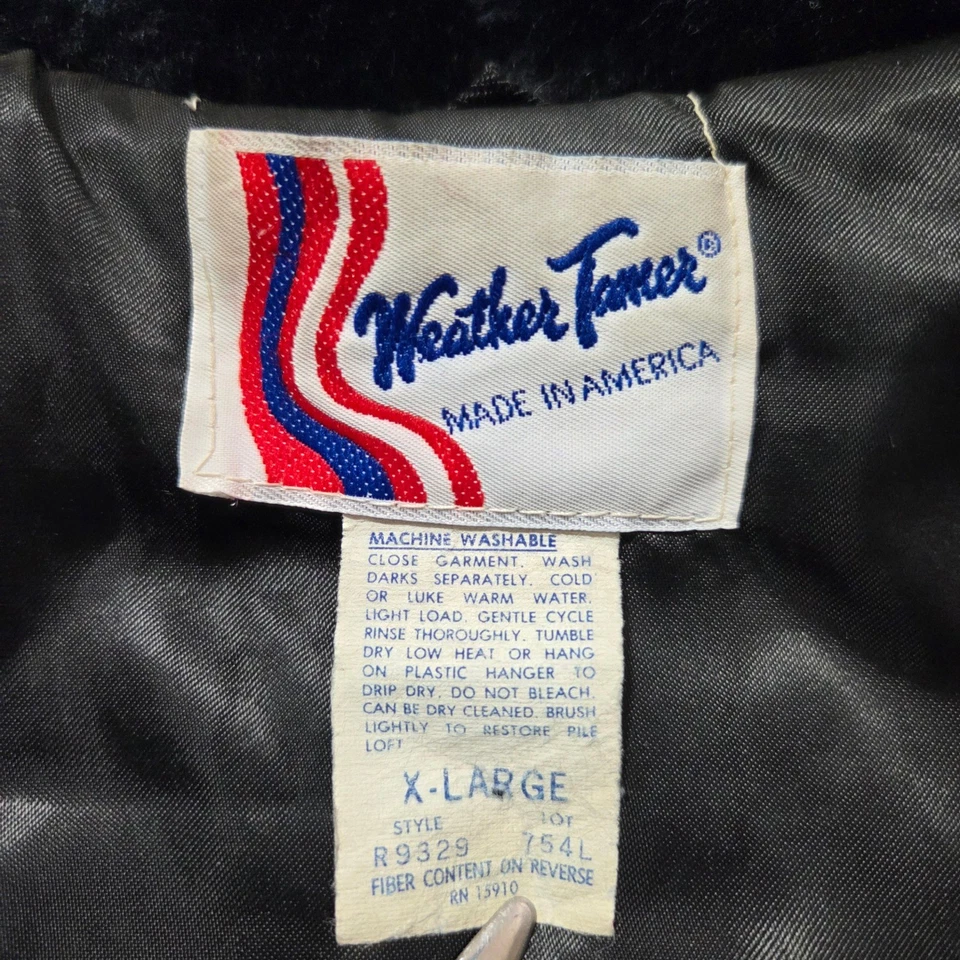 Weather Tamer®
MADE IN AMERICA
MACHINE WASHABLE
CLOSE GARMENT. WASH
DARKS SEPARATELY. COLD
OR LUKE WARM WATER.
LIGHT LOAD. GENTLE CYCLE
RINSE THOROUGHLY. TUMBLE
DRY LOW HEAT OR HANG
ON PLASTIC HANGER TO
DRIP DRY. DO NOT BLEACH.
CAN BE DRY CLEANED. BRUSH
LIGHTLY TO RESTORE PILE
LOFT
X-LARGE
STYLE LOT
R9329 754L
FIBER CONTENT ON REVERSE
RN 15910